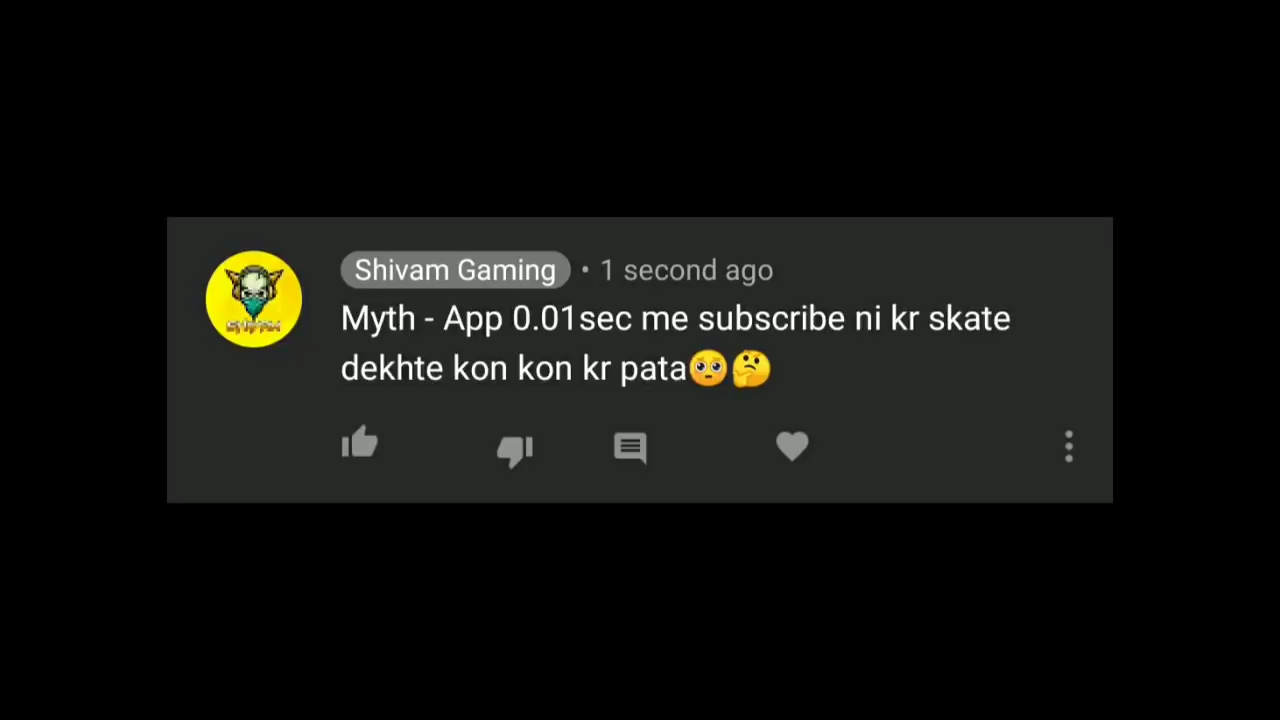 Shivam Gaming • 1 second ago
Myth - App 0.01sec me subscribe ni kr skate
dekhte kon kon kr pata🥺🤔